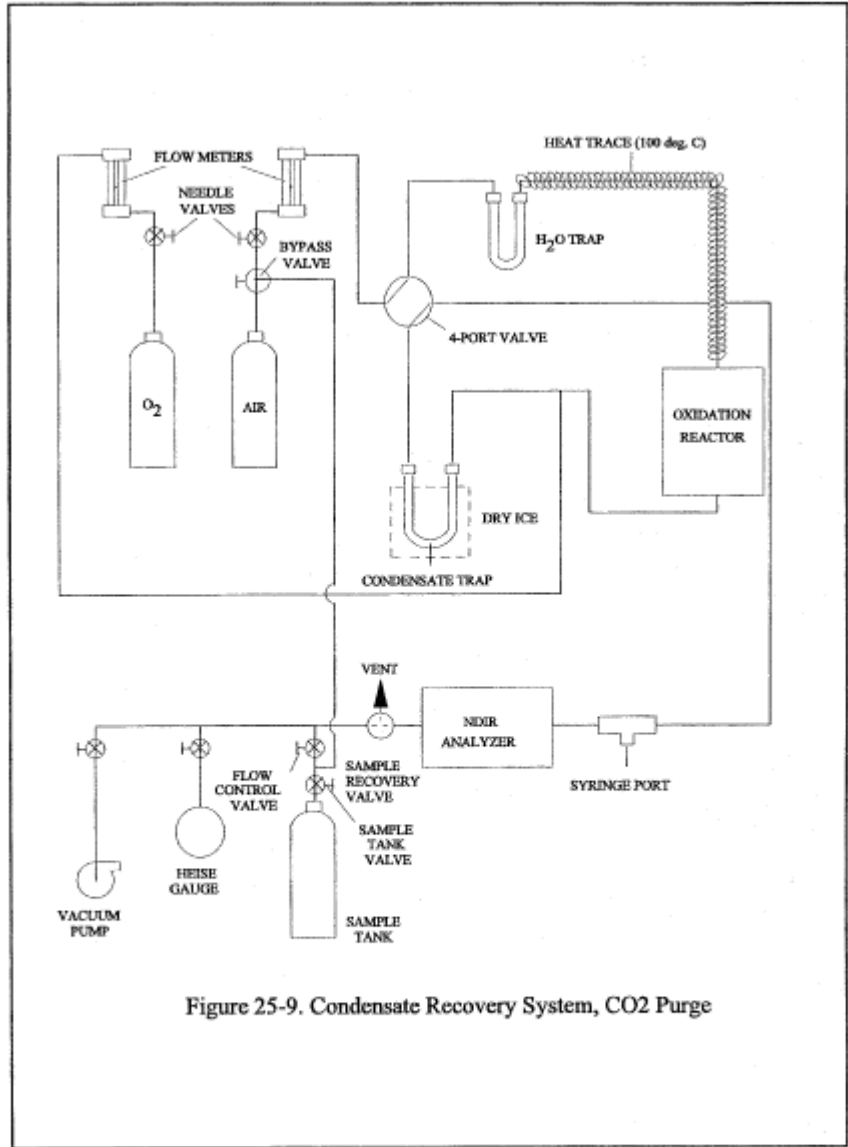 HEAT TRACE (100 deg. C)
FLOW METERS
NEEDLE
VALVES
H2O TRAP
BYPASS
VALVE
4-PORT VALVE
O2
AIR
OXIDATION
REACTOR
DRY ICE
CONDENSATE TRAP
VENT
NDIR
ANALYZER
SYRINGE PORT
FLOW
CONTROL
VALVE
SAMPLE
RECOVERY
VALVE
SAMPLE
TANK
VALVE
HEISE
GAUGE
VACUUM
PUMP
SAMPLE
TANK
Figure 25-9. Condensate Recovery System, CO2 Purge